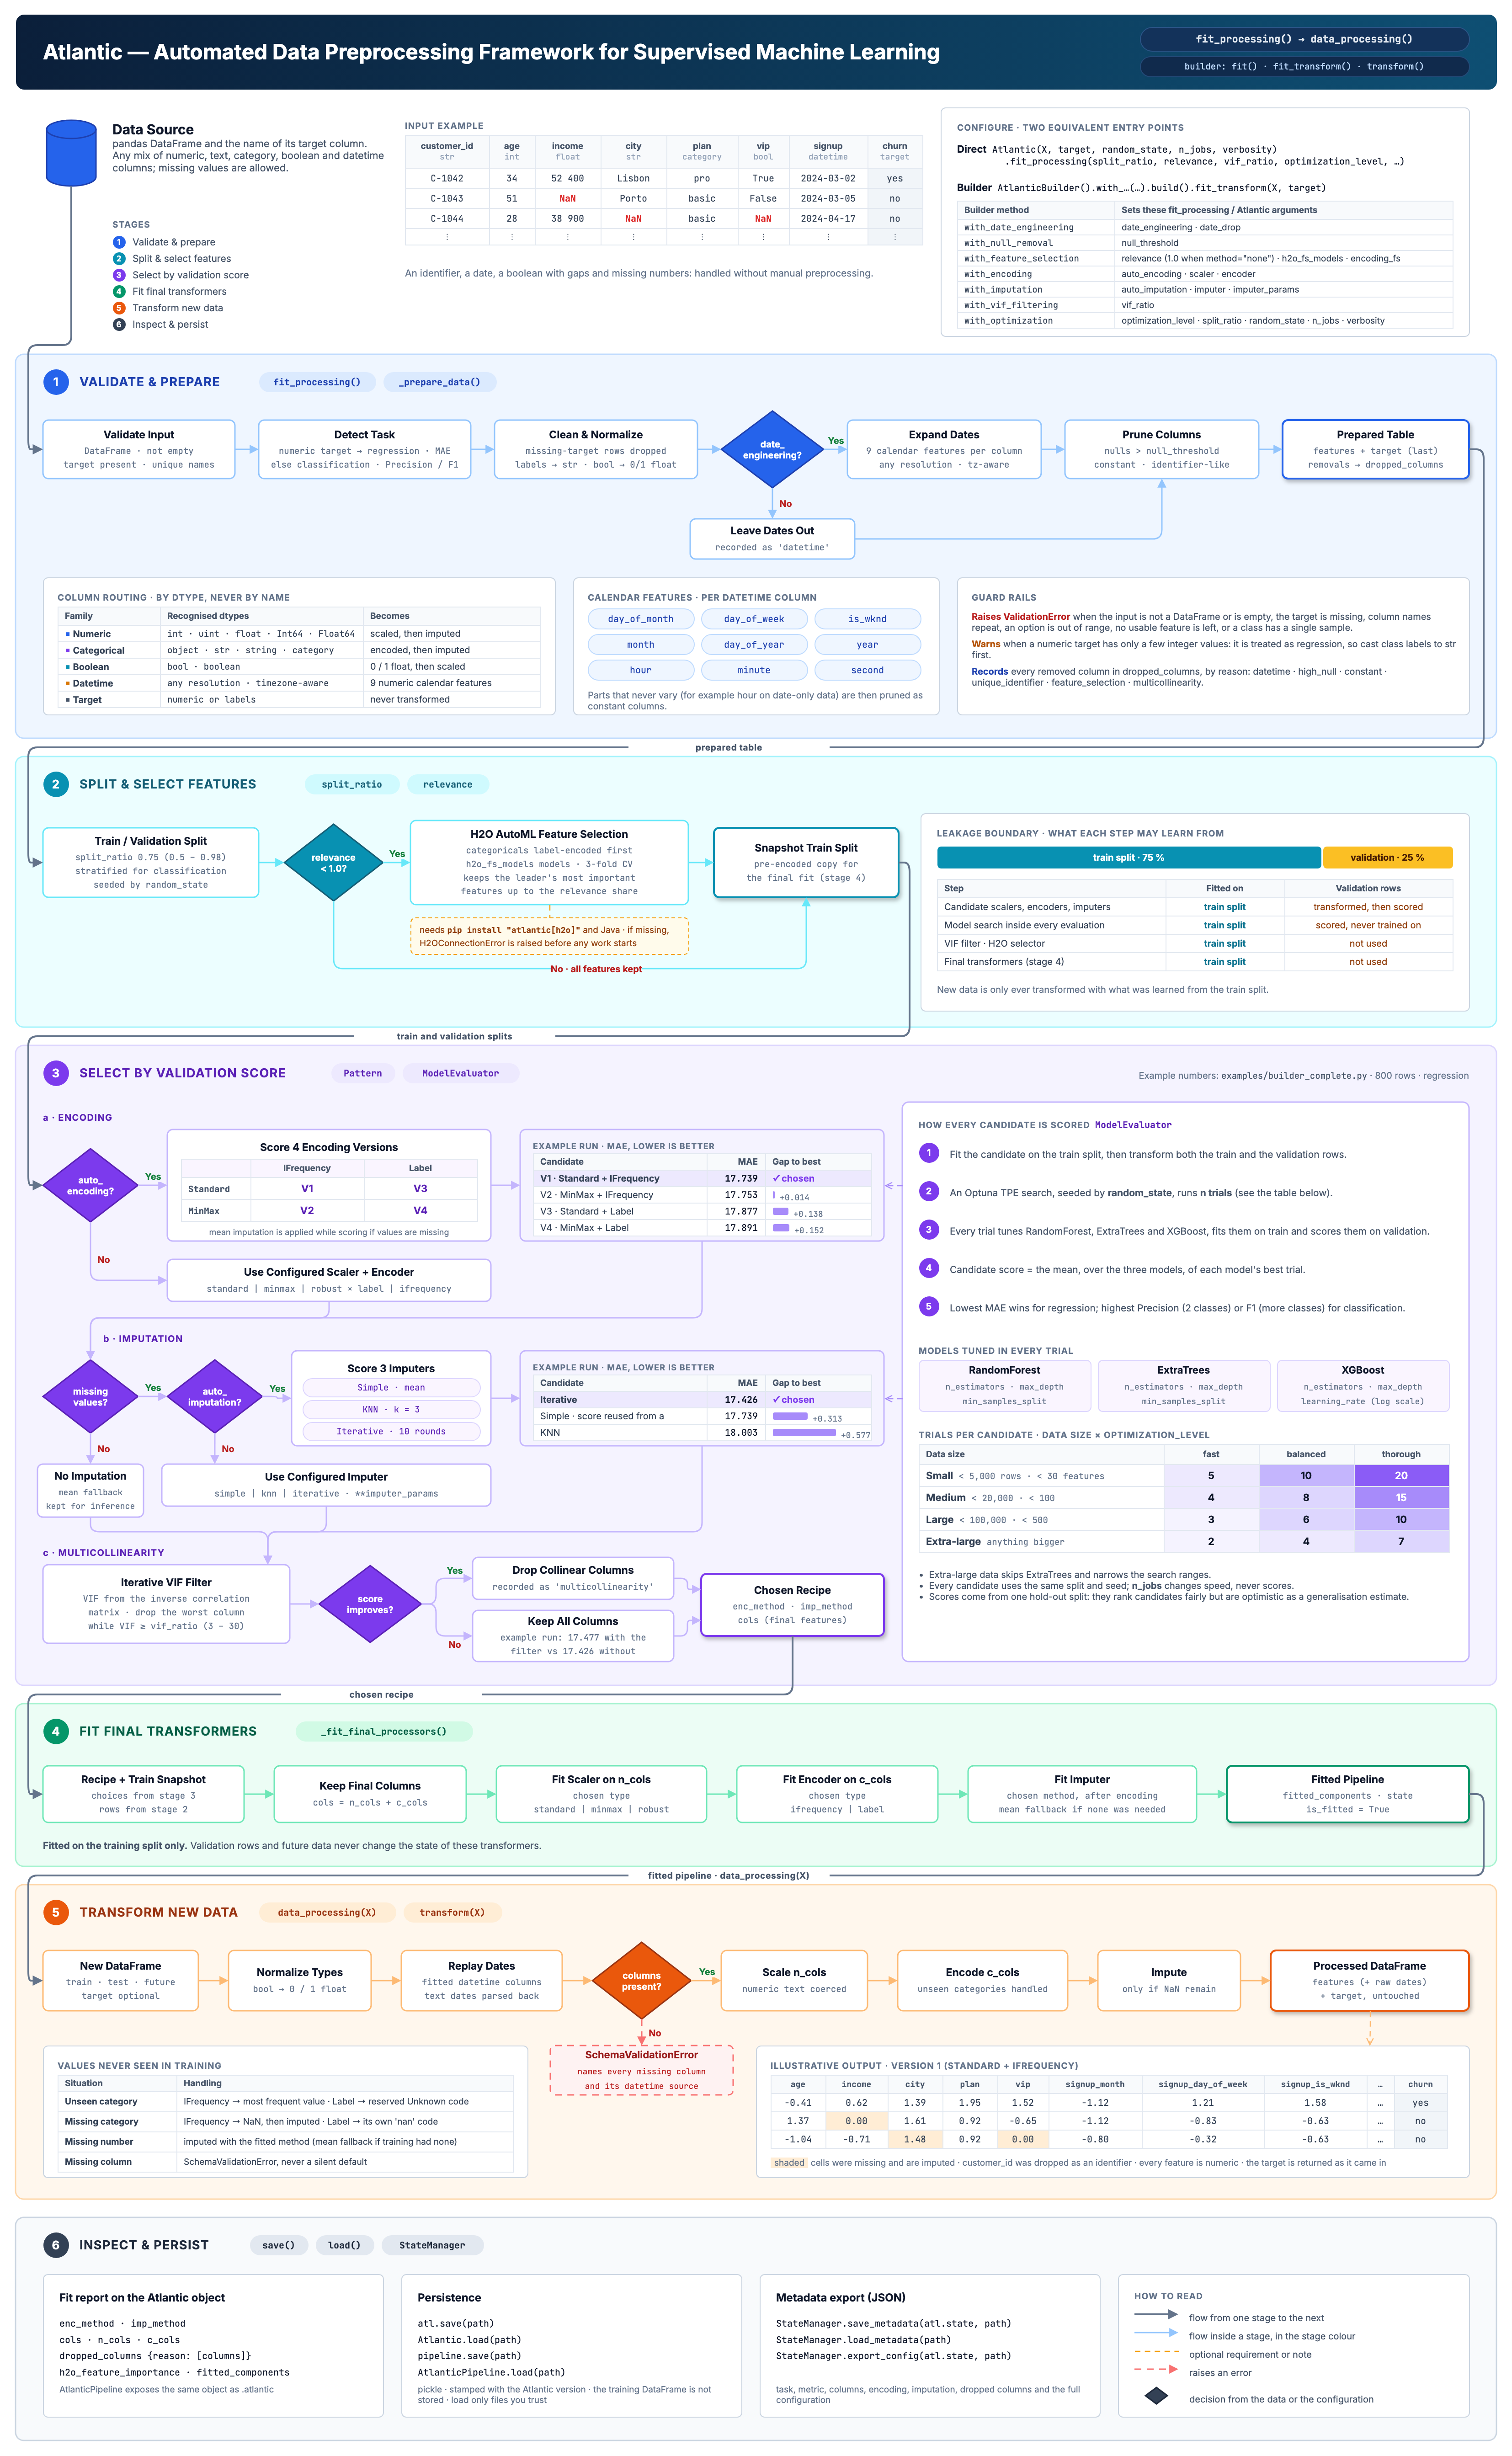 Atlantic — Automated Data Preprocessing Framework for Supervised Machine Learning
fit_processing() → data_processing()
builder: fit() · fit_transform() · transform()
Data Source
pandas DataFrame and the name of its target column.
Any mix of numeric, text, category, boolean and datetime
columns; missing values are allowed.
STAGES
1 Validate & prepare
2 Split & select features
3 Select by validation score
4 Fit final transformers
5 Transform new data
6 Inspect & persist
INPUT EXAMPLE
customer_id age income city plan vip signup churn
str int float str category bool datetime target
C-1042 34 52 400 Lisbon pro True 2024-03-02 yes
C-1043 51 NaN Porto basic False 2024-03-05 no
C-1044 28 38 900 NaN basic NaN 2024-04-17 no
⋮ ⋮ ⋮ ⋮ ⋮ ⋮ ⋮ ⋮
An identifier, a date, a boolean with gaps and missing numbers: handled without manual preprocessing.
CONFIGURE · TWO EQUIVALENT ENTRY POINTS
Direct Atlantic(X, target, random_state, n_jobs, verbosity)
.fit_processing(split_ratio, relevance, vif_ratio, optimization_level, …)
Builder AtlanticBuilder().with_…(…).build().fit_transform(X, target)
Builder method Sets these fit_processing / Atlantic arguments
with_date_engineering date_engineering · date_drop
with_null_removal null_threshold
with_feature_selection relevance (1.0 when method="none") · h2o_fs_models · encoding_fs
with_encoding auto_encoding · scaler · encoder
with_imputation auto_imputation · imputer · imputer_params
with_vif_filtering vif_ratio
with_optimization optimization_level · split_ratio · random_state · n_jobs · verbosity
1 VALIDATE & PREPARE fit_processing() _prepare_data()
Validate Input
DataFrame · not empty
target present · unique names
Detect Task
numeric target → regression · MAE
else classification · Precision / F1
Clean & Normalize
missing-target rows dropped
labels → str · bool → 0/1 float
date_
engineering?
Yes
Expand Dates
9 calendar features per column
any resolution · tz-aware
Prune Columns
nulls > null_threshold
constant · identifier-like
Prepared Table
features + target (last)
removals → dropped_columns
No
Leave Dates Out
recorded as 'datetime'
COLUMN ROUTING · BY DTYPE, NEVER BY NAME
Family Recognised dtypes Becomes
Numeric int · uint · float · Int64 · Float64 scaled, then imputed
Categorical object · str · string · category encoded, then imputed
Boolean bool · boolean 0 / 1 float, then scaled
Datetime any resolution · timezone-aware 9 numeric calendar features
Target numeric or labels never transformed
CALENDAR FEATURES · PER DATETIME COLUMN
day_of_month day_of_week is_wknd
month day_of_year year
hour minute second
Parts that never vary (for example hour on date-only data) are then pruned as
constant columns.
GUARD RAILS
Raises ValidationError when the input is not a DataFrame or is empty, the target is missing, column names
repeat, an option is out of range, no usable feature is left, or a class has a single sample.
Warns when a numeric target has only a few integer values: it is treated as regression, so cast class labels to str
first.
Records every removed column in dropped_columns, by reason: datetime · high_null · constant ·
unique_identifier · feature_selection · multicollinearity.
prepared table
2 SPLIT & SELECT FEATURES split_ratio relevance
Train / Validation Split
split_ratio 0.75 (0.5 – 0.98)
stratified for classification
seeded by random_state
relevance
< 1.0?
Yes
H2O AutoML Feature Selection
categoricals label-encoded first
h2o_fs_models models · 3-fold CV
keeps the leader's most important
features up to the relevance share
needs pip install "atlantic[h2o]" and Java · if missing,
H2OConnectionError is raised before any work starts
No · all features kept
Snapshot Train Split
pre-encoded copy for
the final fit (stage 4)
LEAKAGE BOUNDARY · WHAT EACH STEP MAY LEARN FROM
train split · 75 % validation · 25 %
Step Fitted on Validation rows
Candidate scalers, encoders, imputers train split transformed, then scored
Model search inside every evaluation train split scored, never trained on
VIF filter · H2O selector train split not used
Final transformers (stage 4) train split not used
New data is only ever transformed with what was learned from the train split.
train and validation splits
3 SELECT BY VALIDATION SCORE Pattern ModelEvaluator
Example numbers: examples/builder_complete.py · 800 rows · regression
a · ENCODING
auto_
encoding?
Yes
Score 4 Encoding Versions
IFrequency Label
Standard V1 V3
MinMax V2 V4
mean imputation is applied while scoring if values are missing
EXAMPLE RUN · MAE, LOWER IS BETTER
Candidate MAE Gap to best
V1 · Standard + IFrequency 17.739 ✓ chosen
V2 · MinMax + IFrequency 17.753 +0.014
V3 · Standard + Label 17.877 +0.138
V4 · MinMax + Label 17.891 +0.152
No
Use Configured Scaler + Encoder
standard | minmax | robust × label | ifrequency
b · IMPUTATION
missing
values?
Yes
auto_
imputation?
Yes
Score 3 Imputers
Simple · mean
KNN · k = 3
Iterative · 10 rounds
EXAMPLE RUN · MAE, LOWER IS BETTER
Candidate MAE Gap to best
Iterative 17.426 ✓ chosen
Simple · score reused from a 17.739 +0.313
KNN 18.003 +0.577
No
No
No Imputation
mean fallback
kept for inference
Use Configured Imputer
simple | knn | iterative · **imputer_params
c · MULTICOLLINEARITY
Iterative VIF Filter
VIF from the inverse correlation
matrix · drop the worst column
while VIF ≥ vif_ratio (3 – 30)
score
improves?
Yes
Drop Collinear Columns
recorded as 'multicollinearity'
No
Keep All Columns
example run: 17.477 with the
filter vs 17.426 without
Chosen Recipe
enc_method · imp_method
cols (final features)
HOW EVERY CANDIDATE IS SCORED ModelEvaluator
1 Fit the candidate on the train split, then transform both the train and the validation rows.
2 An Optuna TPE search, seeded by random_state, runs n trials (see the table below).
3 Every trial tunes RandomForest, ExtraTrees and XGBoost, fits them on train and scores them on validation.
4 Candidate score = the mean, over the three models, of each model's best trial.
5 Lowest MAE wins for regression; highest Precision (2 classes) or F1 (more classes) for classification.
MODELS TUNED IN EVERY TRIAL
RandomForest
n_estimators · max_depth
min_samples_split
ExtraTrees
n_estimators · max_depth
min_samples_split
XGBoost
n_estimators · max_depth
learning_rate (log scale)
TRIALS PER CANDIDATE · DATA SIZE × OPTIMIZATION_LEVEL
Data size fast balanced thorough
Small < 5,000 rows · < 30 features 5 10 20
Medium < 20,000 · < 100 4 8 15
Large < 100,000 · < 500 3 6 10
Extra-large anything bigger 2 4 7
• Extra-large data skips ExtraTrees and narrows the search ranges.
• Every candidate uses the same split and seed; n_jobs changes speed, never scores.
• Scores come from one hold-out split: they rank candidates fairly but are optimistic as a generalisation estimate.
chosen recipe
4 FIT FINAL TRANSFORMERS _fit_final_processors()
Recipe + Train Snapshot
choices from stage 3
rows from stage 2
Keep Final Columns
cols = n_cols + c_cols
Fit Scaler on n_cols
chosen type
standard | minmax | robust
Fit Encoder on c_cols
chosen type
ifrequency | label
Fit Imputer
chosen method, after encoding
mean fallback if none was needed
Fitted Pipeline
fitted_components · state
is_fitted = True
Fitted on the training split only. Validation rows and future data never change the state of these transformers.
fitted pipeline · data_processing(X)
5 TRANSFORM NEW DATA data_processing(X) transform(X)
New DataFrame
train · test · future
target optional
Normalize Types
bool → 0 / 1 float
Replay Dates
fitted datetime columns
text dates parsed back
columns
present?
Yes
Scale n_cols
numeric text coerced
Encode c_cols
unseen categories handled
Impute
only if NaN remain
Processed DataFrame
features (+ raw dates)
+ target, untouched
No
SchemaValidationError
names every missing column
and its datetime source
VALUES NEVER SEEN IN TRAINING
Situation Handling
Unseen category IFrequency → most frequent value · Label → reserved Unknown code
Missing category IFrequency → NaN, then imputed · Label → its own 'nan' code
Missing number imputed with the fitted method (mean fallback if training had none)
Missing column SchemaValidationError, never a silent default
ILLUSTRATIVE OUTPUT · VERSION 1 (STANDARD + IFREQUENCY)
age income city plan vip signup_month signup_day_of_week signup_is_wknd … churn
-0.41 0.62 1.39 1.95 1.52 -1.12 1.21 1.58 … yes
1.37 0.00 1.61 0.92 -0.65 -1.12 -0.83 -0.63 … no
-1.04 -0.71 1.48 0.92 0.00 -0.80 -0.32 -0.63 … no
shaded cells were missing and are imputed · customer_id was dropped as an identifier · every feature is numeric · the target is returned as it came in
6 INSPECT & PERSIST save() load() StateManager
Fit report on the Atlantic object
enc_method · imp_method
cols · n_cols · c_cols
dropped_columns {reason: [columns]}
h2o_feature_importance · fitted_components
AtlanticPipeline exposes the same object as .atlantic
Persistence
atl.save(path)
Atlantic.load(path)
pipeline.save(path)
AtlanticPipeline.load(path)
pickle · stamped with the Atlantic version · the training DataFrame is not
stored · load only files you trust
Metadata export (JSON)
StateManager.save_metadata(atl.state, path)
StateManager.load_metadata(path)
StateManager.export_config(atl.state, path)
task, metric, columns, encoding, imputation, dropped columns and the full
configuration
HOW TO READ
flow from one stage to the next
flow inside a stage, in the stage colour
optional requirement or note
raises an error
decision from the data or the configuration